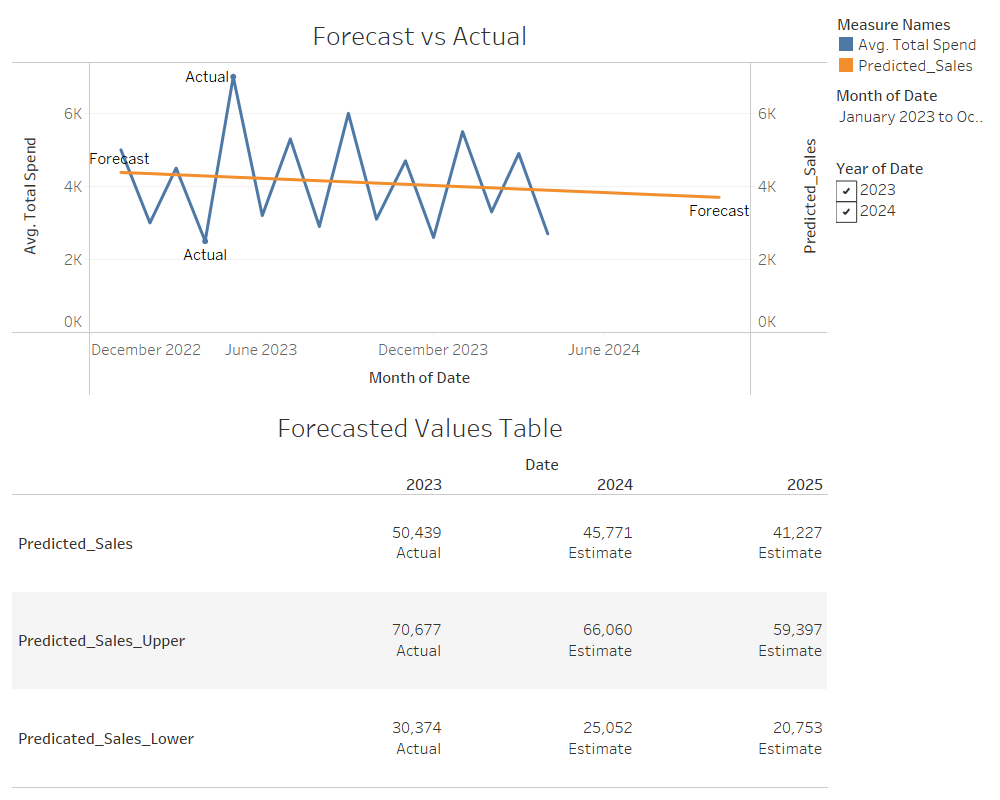 Forecast vs Actual
Measure Names
Avg. Total Spend
Predicted_Sales
Month of Date
January 2023 to Oc..
Year of Date
2023
2024
Avg. Total Spend
6K
4K
2K
0K
Actual
Forecast
Actual
Forecast
6K
4K
2K
0K
Predicted_Sales
December 2022 June 2023 December 2023 June 2024
Month of Date
Forecasted Values Table
Date
2023 2024 2025
Predicted_Sales
50,439 45,771 41,227
Actual Estimate Estimate
Predicted_Sales_Upper
70,677 66,060 59,397
Actual Estimate Estimate
Predicated_Sales_Lower
30,374 25,052 20,753
Actual Estimate Estimate